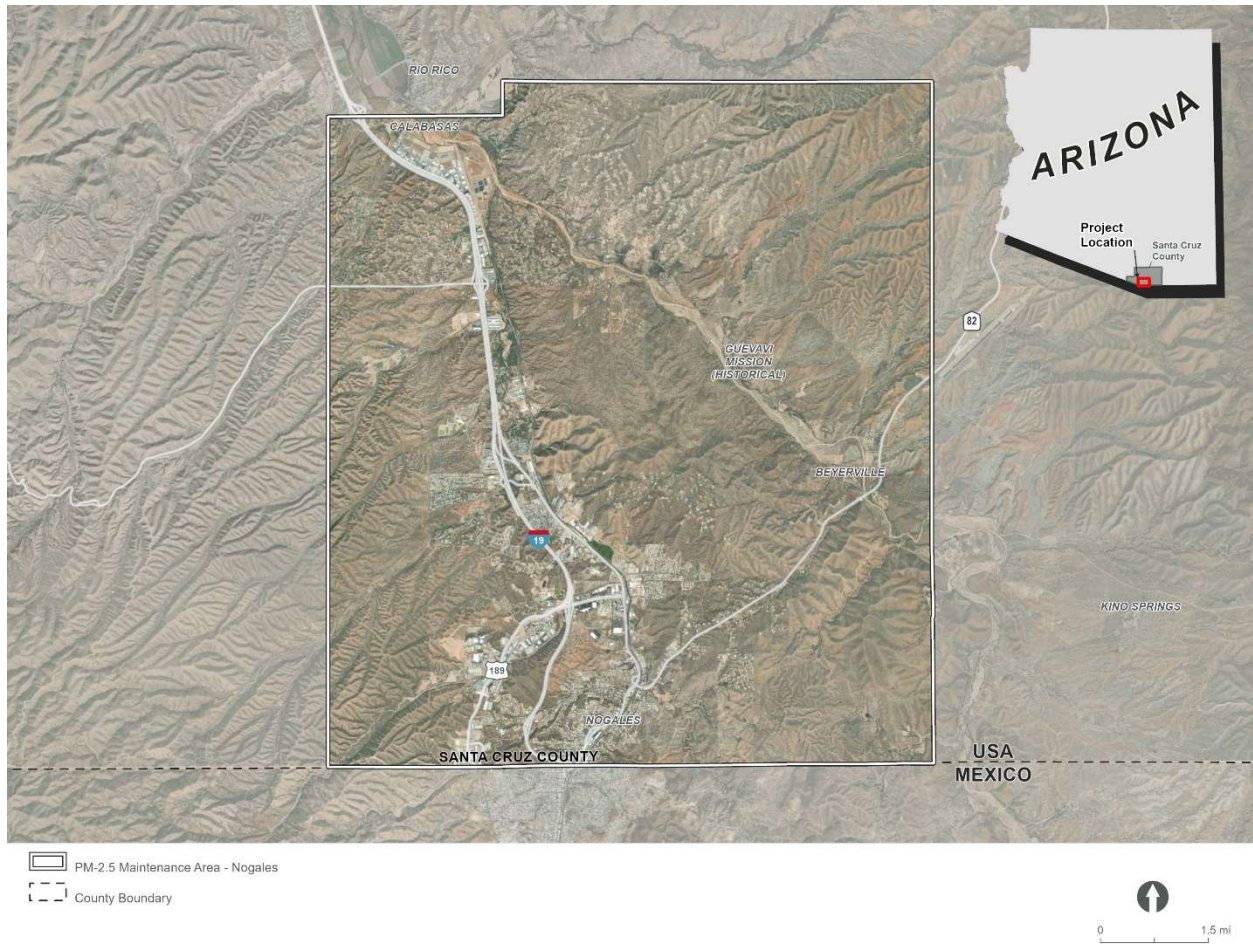 RIO RICO
CALABASAS
ARIZONA
Project
Location
Santa Cruz
County
82
GUEVAVI
MISSION
(HISTORICAL)
BEYERVILLE
19
KINO SPRINGS
189
NOGALES
SANTA CRUZ COUNTY
USA
MEXICO
PM-2.5 Maintenance Area - Nogales
County Boundary
0 1.5 mi